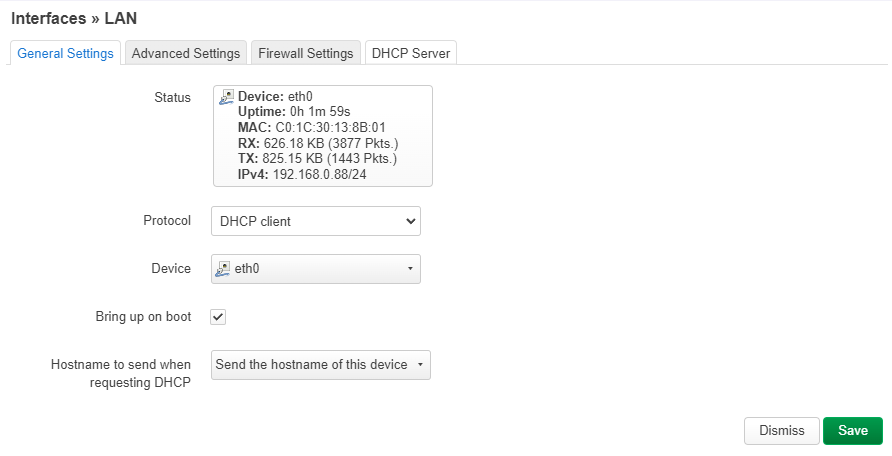 Interfaces » LAN
General Settings
Advanced Settings
Firewall Settings
DHCP Server
Status
Device: eth0
Uptime: 0h 1m 59s
MAC: C0:1C:30:13:8B:01
RX: 626.18 KB (3877 Pkts.)
TX: 825.15 KB (1443 Pkts.)
IPv4: 192.168.0.88/24
Protocol
DHCP client
Device
eth0
Bring up on boot
Hostname to send when
requesting DHCP
Send the hostname of this device
Dismiss
Save